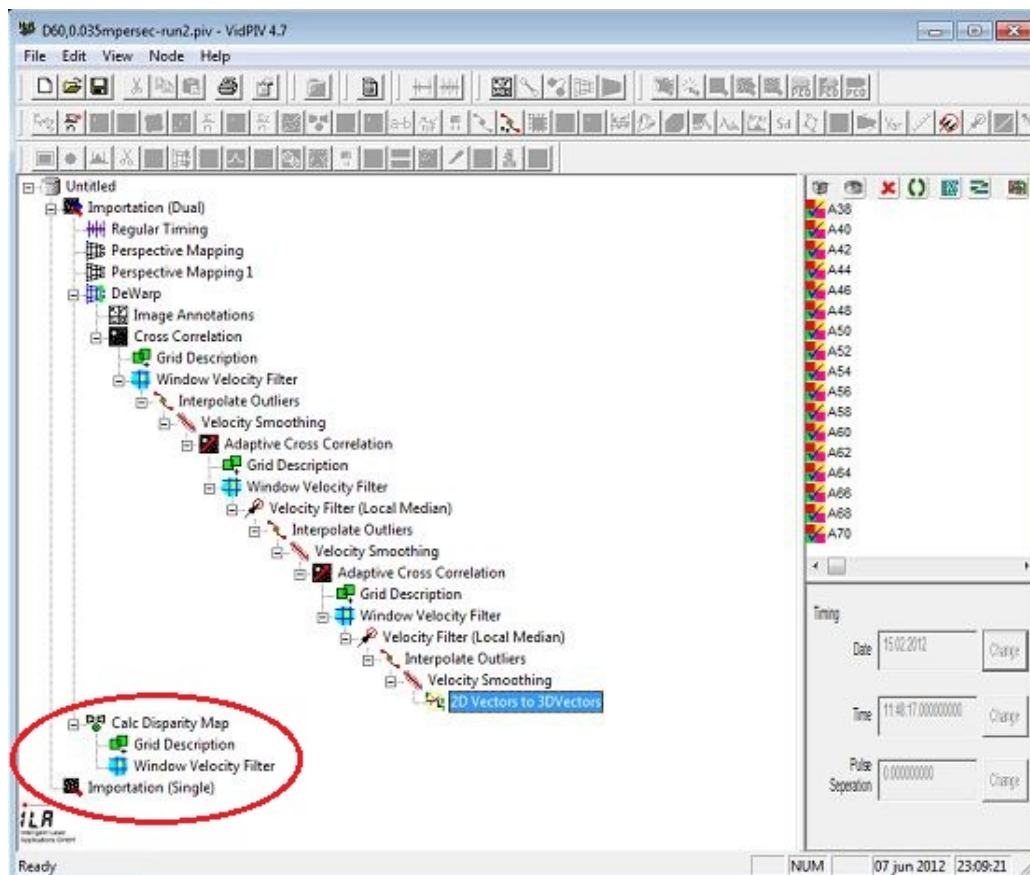 D60,0.035mpersec-run2.piv - VidPIV 4.7
File Edit View Node Help
Untitled
Importation (Dual)
Regular Timing
Perspective Mapping
Perspective Mapping 1
DeWarp
Image Annotations
Cross Correlation
Grid Description
Window Velocity Filter
Interpolate Outliers
Velocity Smoothing
Adaptive Cross Correlation
Grid Description
Window Velocity Filter
Velocity Filter (Local Median)
Interpolate Outliers
Velocity Smoothing
Adaptive Cross Correlation
Grid Description
Window Velocity Filter
Velocity Filter (Local Median)
Interpolate Outliers
Velocity Smoothing
2D Vectors to 3DVectors
Calc Disparity Map
Grid Description
Window Velocity Filter
Importation (Single)
ILA
Intelligent Laser
Applications GmbH
A38
A40
A42
A44
A46
A48
A50
A52
A54
A56
A58
A60
A62
A64
A66
A68
A70
Timing
Date 15.02.2012 Change
Time 11:48:17.000000000 Change
Pulse
Seperation 0.000000000 Change
Ready NUM 07 jun 2012 23:09:21